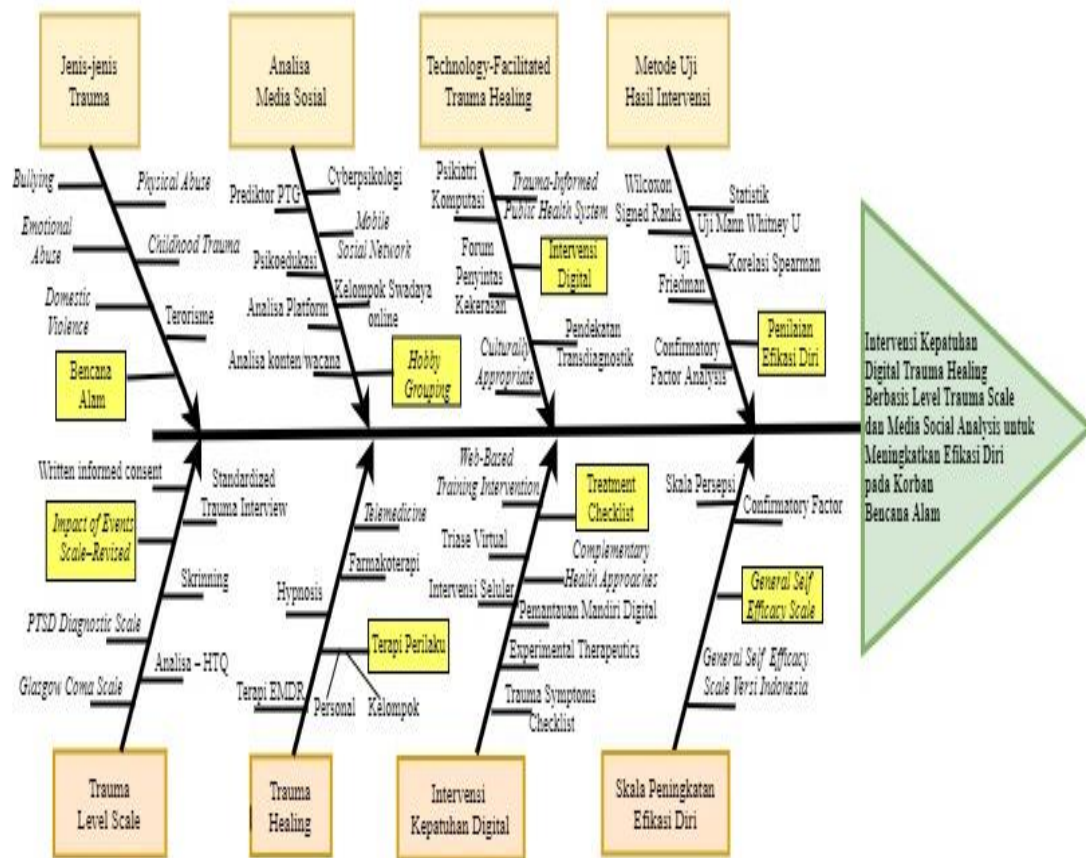 Jenis-jenis
Trauma
Analisa
Media Sosial
Technology-Facilitated
Trauma Healing
Metode Uji
Hasil Intervensi
Bullying
Physical Abuse
Emotional
Abuse
Childhood Trauma
Domestic
Violence
Terorisme
Bencana
Alam
Prediktor PTG
Cyberpsikologi
Mobile
Social Network
Psikoedukasi
Kelompok Swadaya
online
Analisa Platform
Analisa konten/wacana
Hobby
Grouping
Psikiatri
Komputasi
Trauma-Informed
Public Health System
Forum
Penyintas
Kekerasan
Intervensi
Digital
Culturally
Appropriate
Pendekatan
Transdiagnostik
Wilcoxon
Signed Ranks
Statistik
Uji Mann Whitney U
Uji
Friedman
Korelasi Spearman
Confirmatory
Factor Analysis
Penilaian
Efikasi Diri
Intervensi Kepatuhan
Digital Trauma Healing
Berbasis Level Trauma Scale
dan Media Social Analysis untuk
Meningkatkan Efikasi Diri
pada Korban
Bencana Alam
Written informed consent
Standardized
Trauma Interview
Impact of Events
Scale–Revised
Skrinning
PTSD Diagnostic Scale
Analisa – HTQ
Glasgow Coma Scale
Telemedicine
Farmakoterapi
Hypnosis
Terapi Perilaku
Terapi EMDR
Personal
Kelompok
Web-Based
Training Intervention
Treatment
Checklist
Triase Virtual
Complementary
Health Approaches
Intervensi Seluler
Pemantauan Mandiri Digital
Experimental Therapeutics
Trauma Symptoms
Checklist
Skala Persepsi
Confirmatory Factor
General Self
Efficacy Scale
General Self Efficacy
Scale Versi Indonesia
Trauma
Level Scale
Trauma
Healing
Intervensi
Kepatuhan Digital
Skala Peningkatan
Efikasi Diri